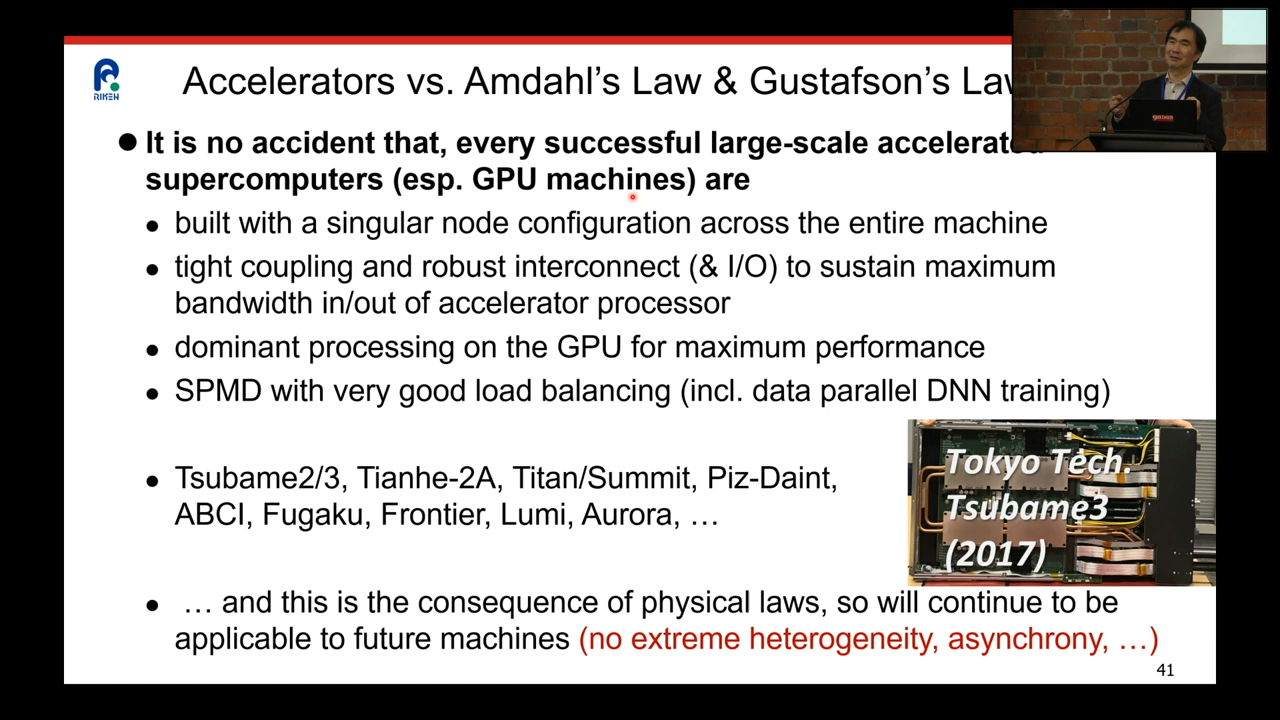 RIKEN
Accelerators vs. Amdahl's Law & Gustafson's Law
● It is no accident that, every successful large-scale accelerated
supercomputers (esp. GPU machines) are
● built with a singular node configuration across the entire machine
● tight coupling and robust interconnect (& I/O) to sustain maximum
bandwidth in/out of accelerator processor
● dominant processing on the GPU for maximum performance
● SPMD with very good load balancing (incl. data parallel DNN training)
● Tsubame2/3, Tianhe-2A, Titan/Summit, Piz-Daint,
ABCI, Fugaku, Frontier, Lumi, Aurora, …
Tokyo Tech.
Tsubame3
(2017)
● … and this is the consequence of physical laws, so will continue to be
applicable to future machines (no extreme heterogeneity, asynchrony, …)
41